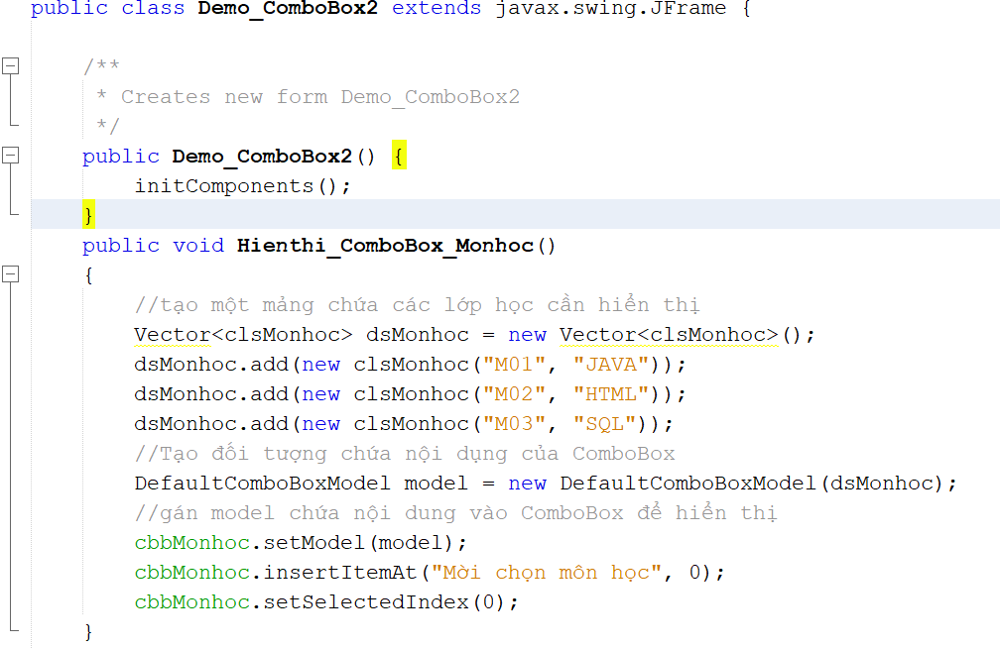 public class Demo_ComboBox2 extends javax.swing.JFrame {
/**
* Creates new form Demo_ComboBox2
*/
public Demo_ComboBox2() {
initComponents();
}
public void Hienthi_ComboBox_Monhoc()
{
//tạo một mảng chứa các lớp học cần hiển thị
Vector<clsMonhoc> dsMonhoc = new Vector<clsMonhoc>();
dsMonhoc.add(new clsMonhoc("M01", "JAVA"));
dsMonhoc.add(new clsMonhoc("M02", "HTML"));
dsMonhoc.add(new clsMonhoc("M03", "SQL"));
//Tạo đối tượng chứa nội dụng của ComboBox
DefaultComboBoxModel model = new DefaultComboBoxModel(dsMonhoc);
//gán model chứa nội dung vào ComboBox để hiển thị
cbbMonhoc.setModel(model);
cbbMonhoc.insertItemAt("Mời chọn môn học", 0);
cbbMonhoc.setSelectedIndex(0);
}